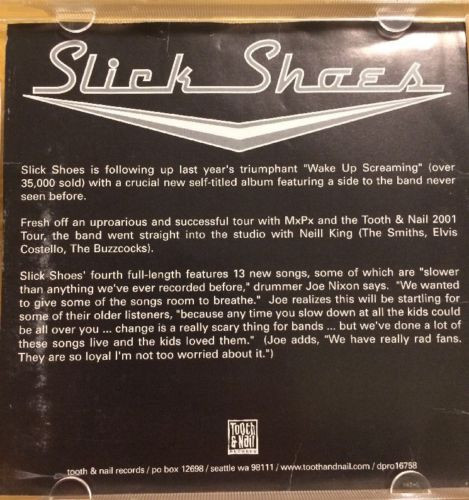 Slick Shoes
Slick Shoes is following up last year's triumphant "Wake Up Screaming" (over
35,000 sold) with a crucial new self-titled album featuring a side to the band never
seen before.
Fresh off an uproarious and successful tour with MxPx and the Tooth & Nail 2001
Tour, the band went straight into the studio with Neill King (The Smiths, Elvis
Costello, The Buzzcocks).
Slick Shoes' fourth full-length features 13 new songs, some of which are "slower
than anything we've ever recorded before," drummer Joe Nixon says. "We wanted
to give some of the songs room to breathe." Joe realizes this will be startling for
some of their older listeners, "because any time you slow down at all the kids could
be all over you ... change is a really scary thing for bands ... but we've done a lot of
these songs live and the kids loved them." (Joe adds, "We have really rad fans.
They are so loyal I'm not too worried about it.")
Tooth
& Nail
RECORDS
tooth & nail records / po box 12698 / seattle wa 98111 / www.toothandnail.com / dpro16758